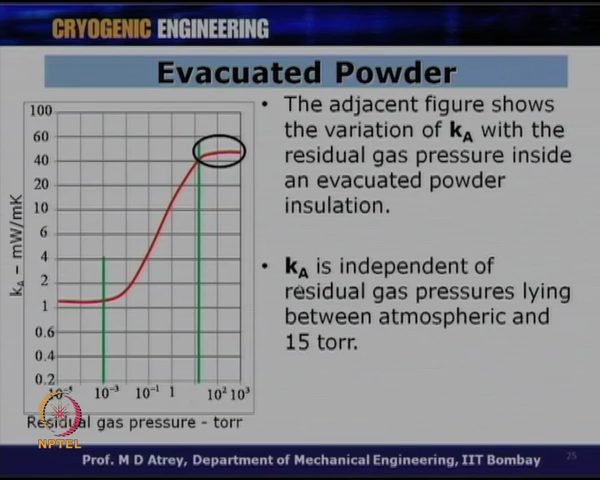 CRYOGENIC ENGINEERING
Evacuated Powder
100
60
40
20
10
6
4
2
1
0.6
0.4
0.2
k_A – mW/mK
10⁻³ 10⁻¹ 1 10² 10³
Residual gas pressure - torr
• The adjacent figure shows
the variation of k_A with the
residual gas pressure inside
an evacuated powder
insulation.
• k_A is independent of
residual gas pressures lying
between atmospheric and
15 torr.
NPTEL
Prof. M D Atrey, Department of Mechanical Engineering, IIT Bombay
25